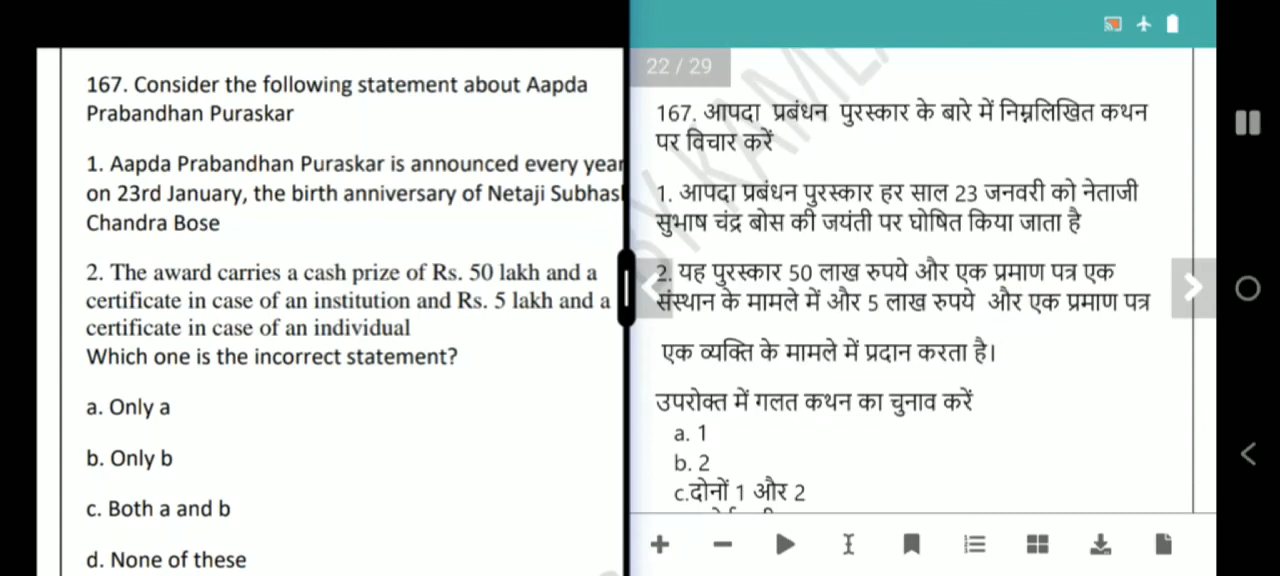 167. Consider the following statement about Aapda
Prabandhan Puraskar
1. Aapda Prabandhan Puraskar is announced every year
on 23rd January, the birth anniversary of Netaji Subhas
Chandra Bose
2. The award carries a cash prize of Rs. 50 lakh and a
certificate in case of an institution and Rs. 5 lakh and a
certificate in case of an individual
Which one is the incorrect statement?
a. Only a
b. Only b
c. Both a and b
d. None of these
22 / 29
167. आपदा प्रबंधन पुरस्कार के बारे में निम्नलिखित कथन
पर विचार करें
1. आपदा प्रबंधन पुरस्कार हर साल 23 जनवरी को नेताजी
सुभाष चंद्र बोस की जयंती पर घोषित किया जाता है
2. यह पुरस्कार 50 लाख रुपये और एक प्रमाण पत्र एक
संस्थान के मामले में और 5 लाख रुपये और एक प्रमाण पत्र
एक व्यक्ति के मामले में प्रदान करता है।
उपरोक्त में गलत कथन का चुनाव करें
a. 1
b. 2
c.दोनों 1 और 2